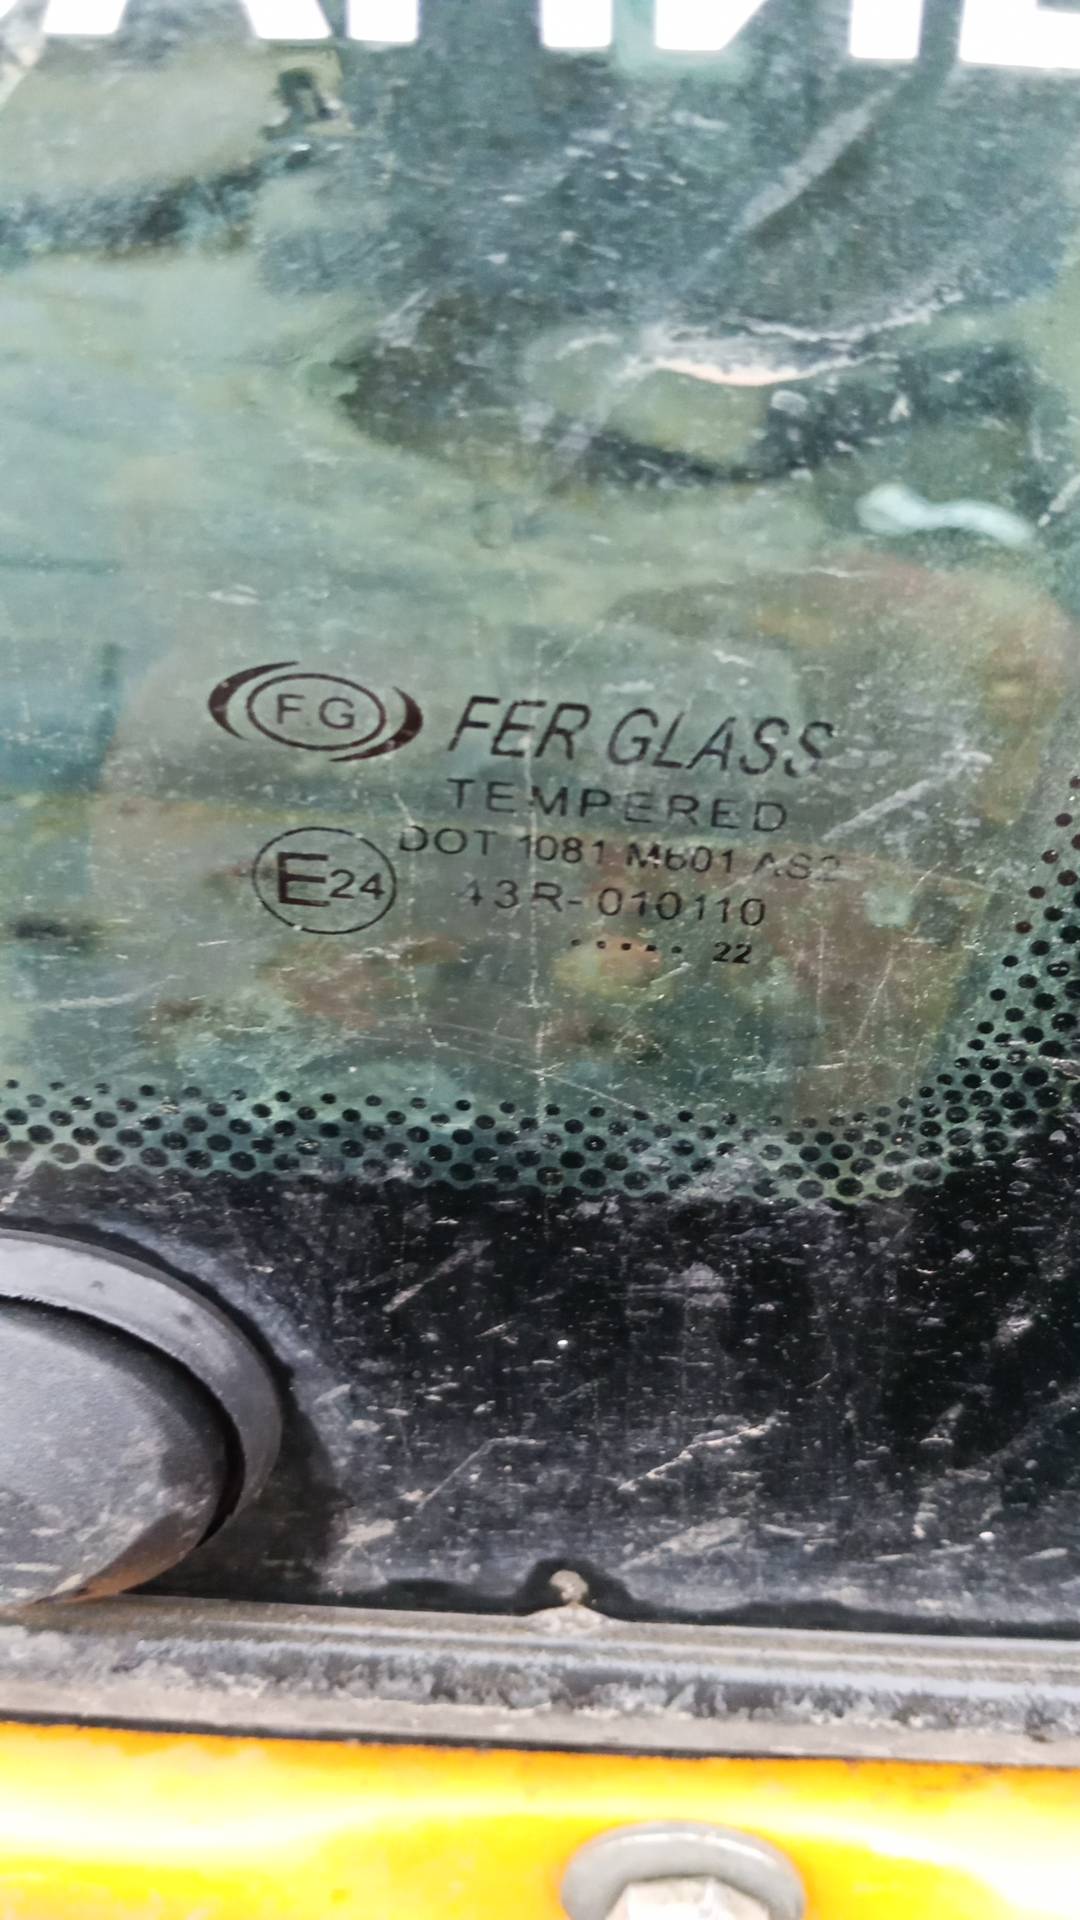 F.G FER GLASS
TEMPERED
DOT 1081 M601 AS2
E24 43R-010110
..... 22